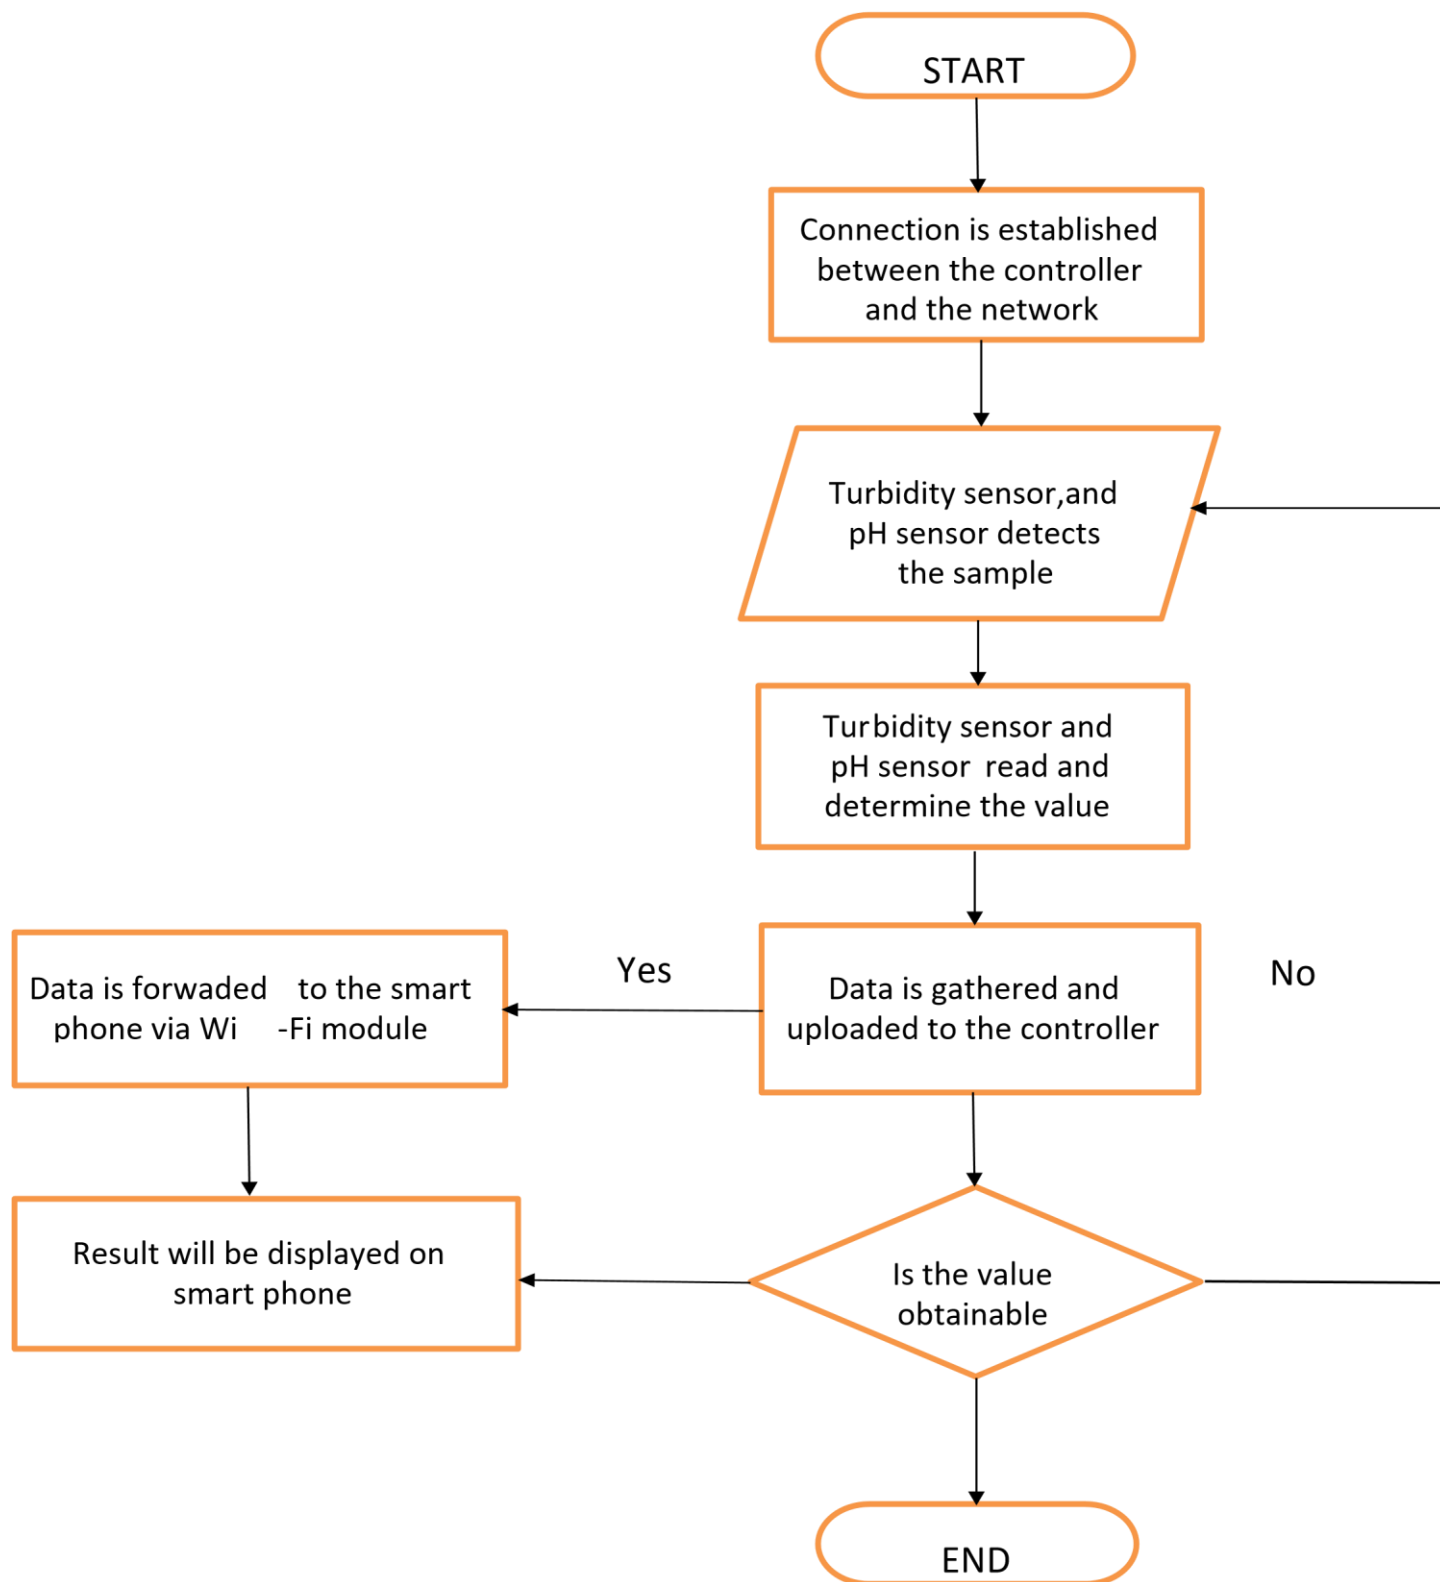 START
Connection is established
between the controller
and the network
Turbidity sensor,and
pH sensor detects
the sample
Turbidity sensor and
pH sensor read and
determine the value
Data is forwaded to the smart
phone via Wi -Fi module
Yes
Data is gathered and
uploaded to the controller
No
Result will be displayed on
smart phone
Is the value
obtainable
END